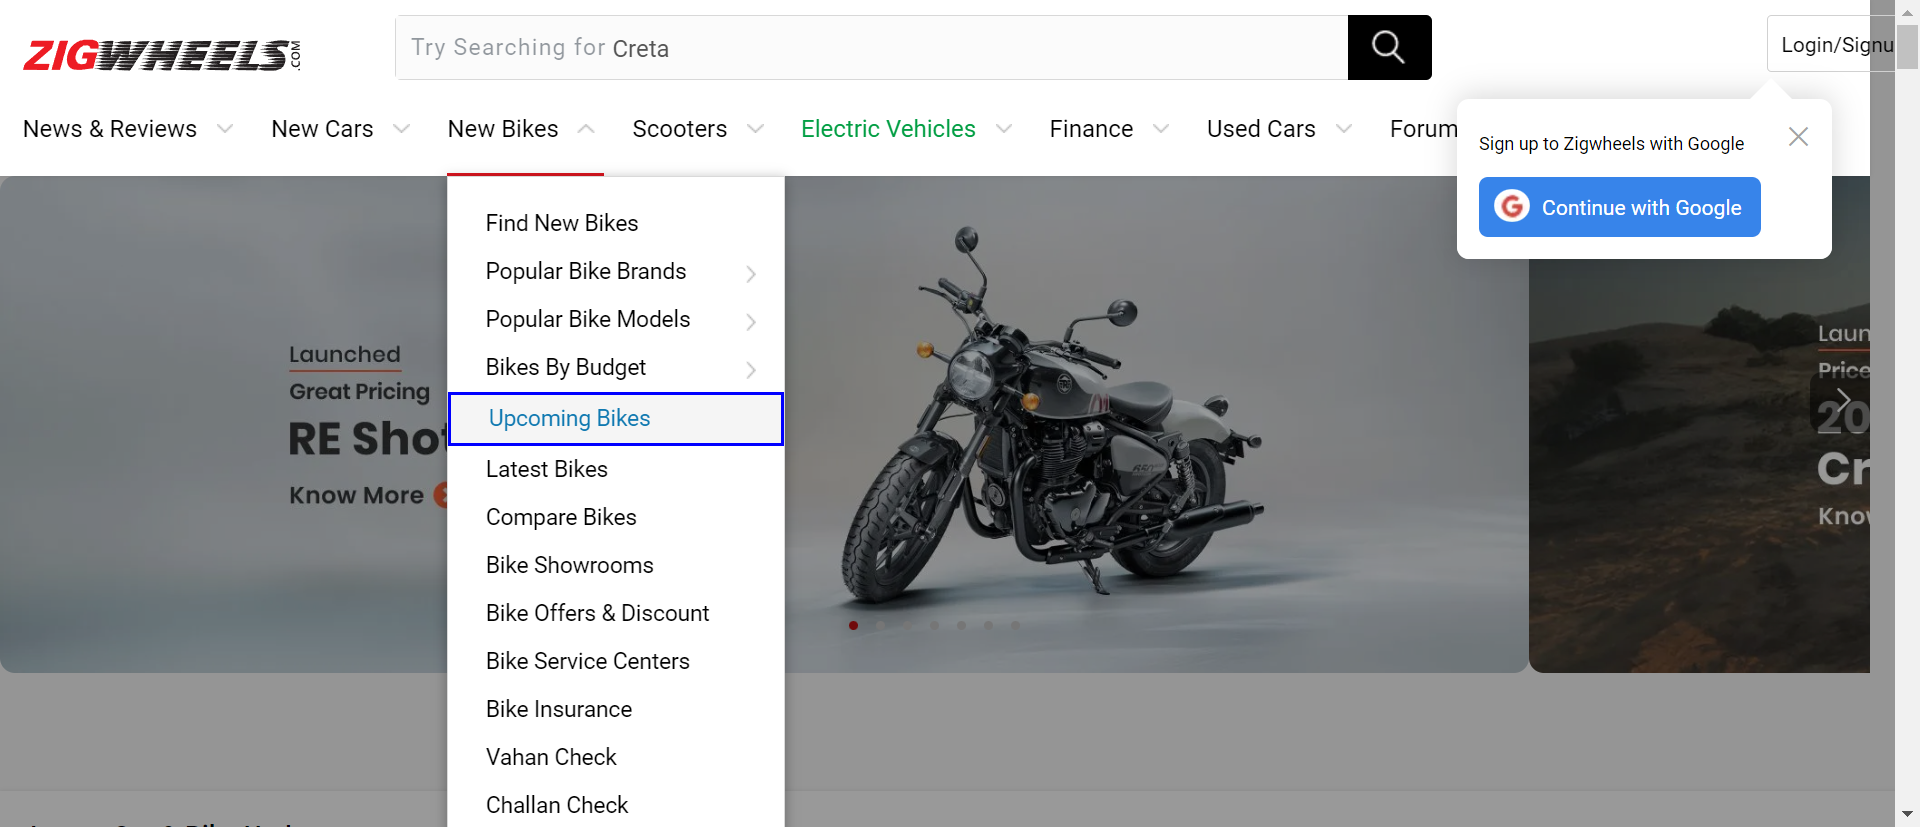 ZIGWHEELS.COM
Try Searching for Creta
Login/Signu
News & Reviews
New Cars
New Bikes
Scooters
Electric Vehicles
Finance
Used Cars
Forum
Sign up to Zigwheels with Google
Continue with Google
Find New Bikes
Popular Bike Brands
Popular Bike Models
Bikes By Budget
Upcoming Bikes
Latest Bikes
Compare Bikes
Bike Showrooms
Bike Offers & Discount
Bike Service Centers
Bike Insurance
Vahan Check
Challan Check
Launched
Great Pricing
RE Shot
Know More
Laun
Price
20
Cr
Know